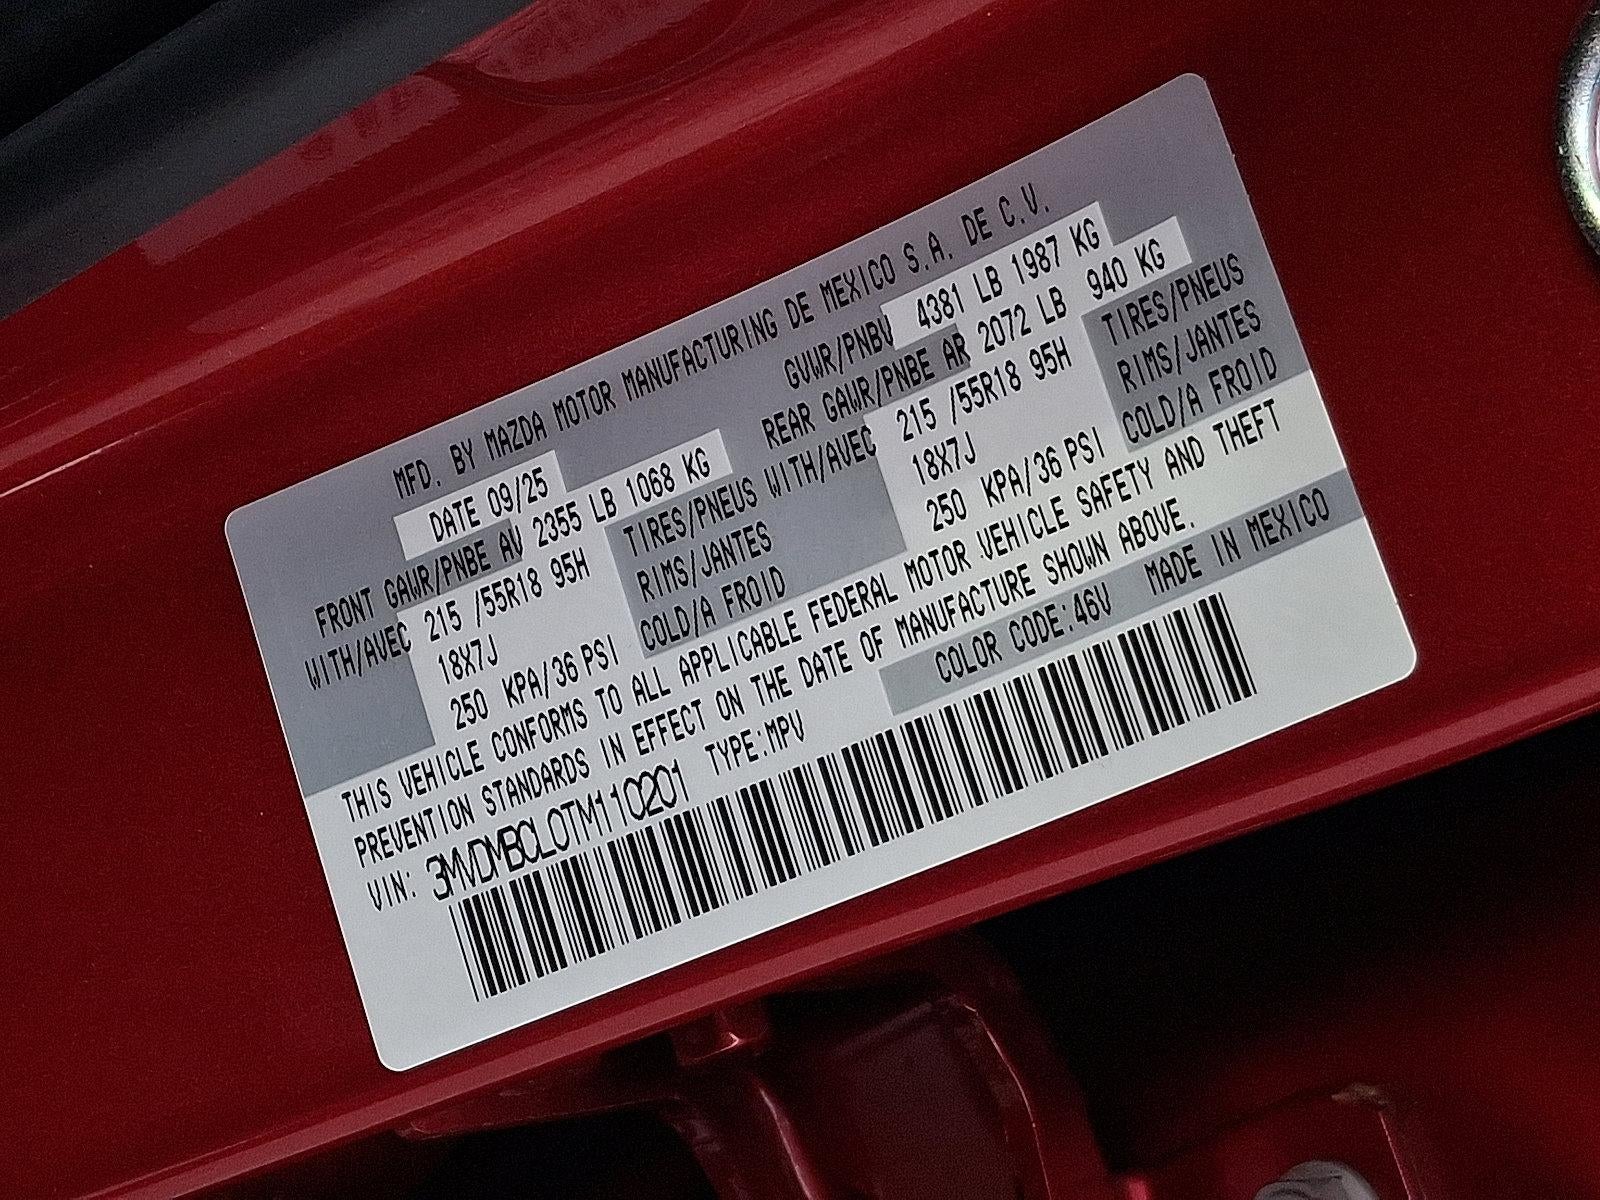 MFD. BY MAZDA MOTOR MANUFACTURING DE MEXICO S.A. DE C.V.
DATE 09/25 GVWR/PNBV 4381 LB 1987 KG
FRONT GAWR/PNBE AV 2355 LB 1068 KG REAR GAWR/PNBE AR 2072 LB 940 KG
WITH/AVEC 215 /55R18 95H TIRES/PNEUS WITH/AVEC 215 /55R18 95H TIRES/PNEUS
18X7J RIMS/JANTES 18X7J RIMS/JANTES
250 KPA/36 PSI COLD/A FROID 250 KPA/36 PSI COLD/A FROID
THIS VEHICLE CONFORMS TO ALL APPLICABLE FEDERAL MOTOR VEHICLE SAFETY AND THEFT
PREVENTION STANDARDS IN EFFECT ON THE DATE OF MANUFACTURE SHOWN ABOVE.
VIN: 3MVDMBCL0TM110201 TYPE:MPV COLOR CODE:46V MADE IN MEXICO